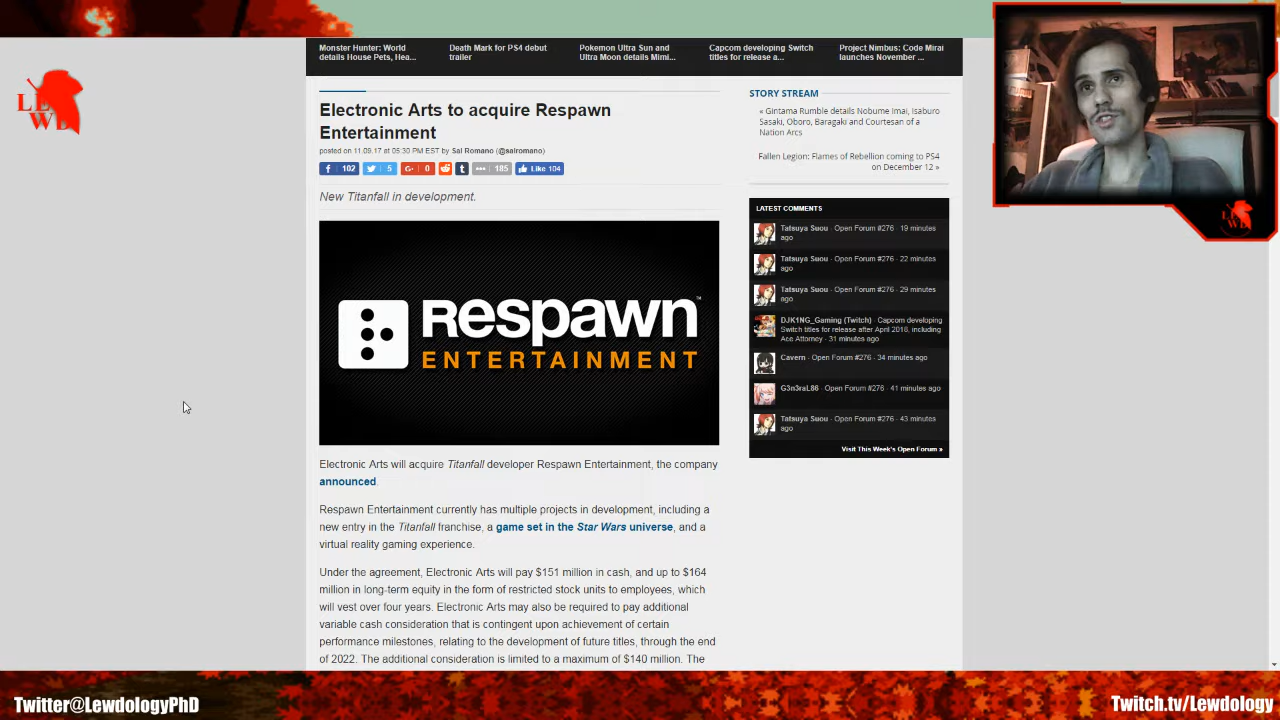 Monster Hunter: World
details House Pets, Hea...
Death Mark for PS4 debut
trailer
Pokemon Ultra Sun and
Ultra Moon details Mimi...
Capcom developing Switch
titles for release a...
Project Nimbus: Code Mirai
launches November ...
LEWD
Electronic Arts to acquire Respawn
Entertainment
posted on 11.09.17 at 05:30 PM EST by Sal Romano (@salromano)
f 102
5
G+ 0
t
185
Like 104
New Titanfall in development.
Respawn™
ENTERTAINMENT
Electronic Arts will acquire Titanfall developer Respawn Entertainment, the company
announced.
Respawn Entertainment currently has multiple projects in development, including a
new entry in the Titanfall franchise, a game set in the Star Wars universe, and a
virtual reality gaming experience.
Under the agreement, Electronic Arts will pay $151 million in cash, and up to $164
million in long-term equity in the form of restricted stock units to employees, which
will vest over four years. Electronic Arts may also be required to pay additional
variable cash consideration that is contingent upon achievement of certain
performance milestones, relating to the development of future titles, through the end
of 2022. The additional consideration is limited to a maximum of $140 million. The
STORY STREAM
« Gintama Rumble details Nobume Imai, Isaburo
Sasaki, Oboro, Baragaki and Courtesan of a
Nation Arcs
Fallen Legion: Flames of Rebellion coming to PS4
on December 12 »
LATEST COMMENTS
Tatsuya Suou · Open Forum #276 · 19 minutes
ago
Tatsuya Suou · Open Forum #276 · 22 minutes
ago
Tatsuya Suou · Open Forum #276 · 29 minutes
ago
DJK1NG_Gaming (Twitch) · Capcom developing
Switch titles for release after April 2018, including
Ace Attorney · 31 minutes ago
Cavern · Open Forum #276 · 34 minutes ago
G3n3raL86 · Open Forum #276 · 41 minutes ago
Tatsuya Suou · Open Forum #276 · 43 minutes
ago
Visit This Week's Open Forum »
Twitter@LewdologyPhD
Twitch.tv/Lewdology